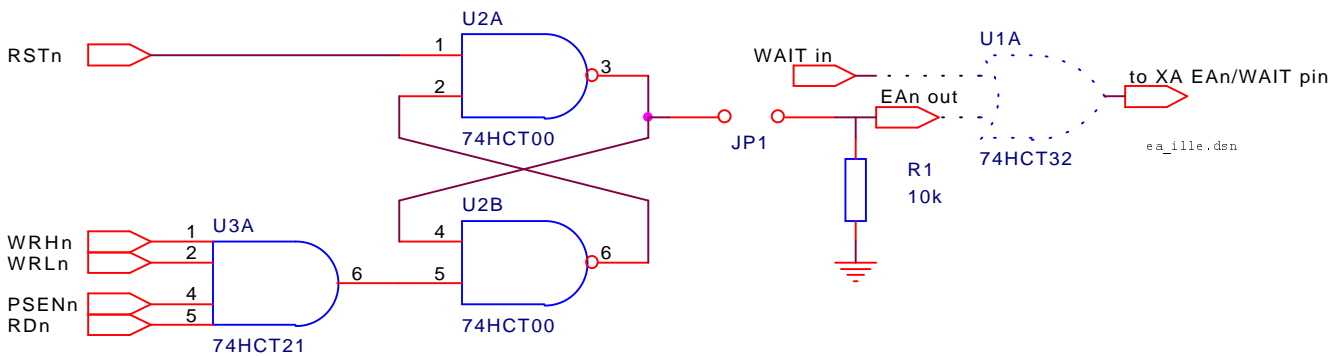 U2A
RSTn
1
3
2
74HCT00
WAIT in
U1A
to XA EAn/WAIT pin
EAn out
JP1
74HCT32
ea_ille.dsn
R1
10k
U3A
U2B
WRHn
1
WRLn
2
4
6
6
5
PSENn
4
RDn
5
74HCT21
74HCT00